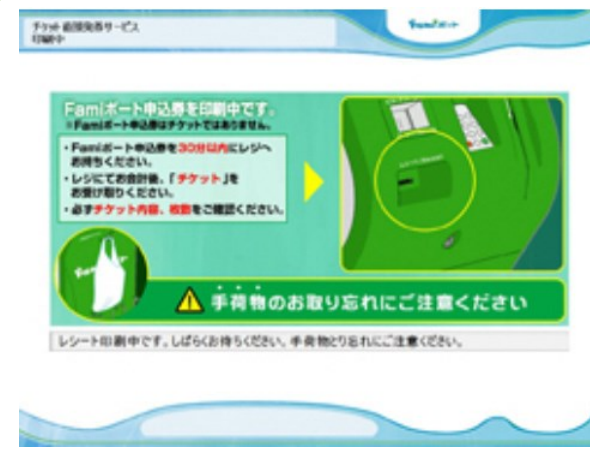 チケット直接発券サービス
印刷中
Famiポート
Famiポート申込券を印刷中です。
※Famiポート申込券はチケットではありません。
・Famiポート申込券を30分以内にレジへ
お持ちください。
・レジにてお会計後、「チケット」を
お受け取りください。
・必ずチケット内容、枚数をご確認ください。
手荷物のお取り忘れにご注意ください
レシート印刷中です。しばらくお待ちください。手荷物とり忘れにご注意ください。